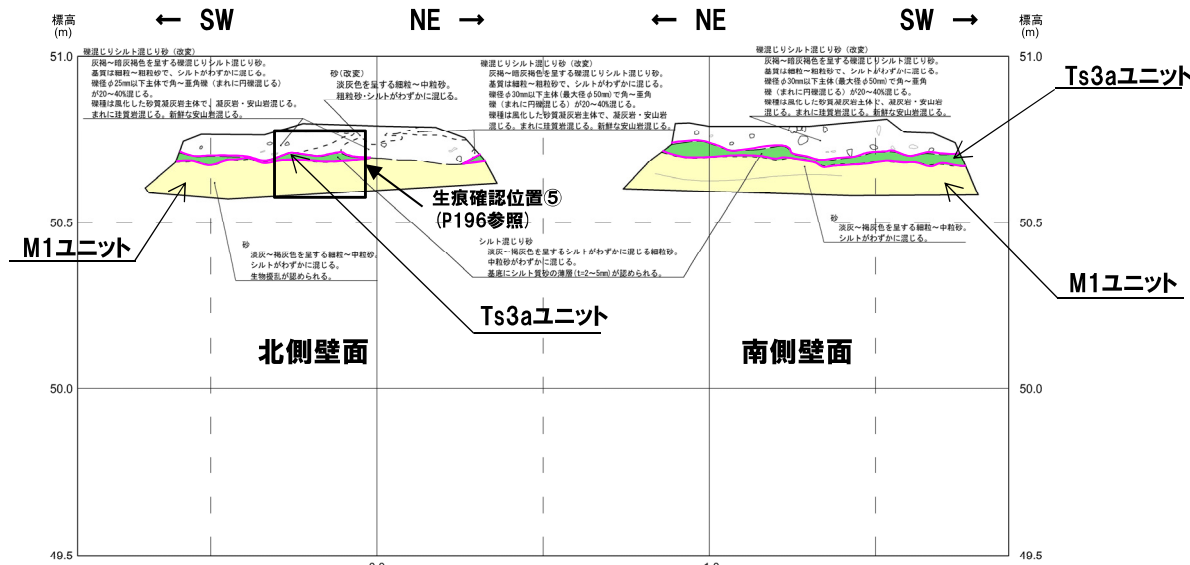 標高
(m)
← SW
NE →
← NE
SW →
標高
(m)
51.0
51.0
礫混じりシルト混じり砂(改変)
灰褐~暗灰褐色を呈する礫混じりシルト混じり砂。
基質は細粒~粗粒砂で、シルトがわずかに混じる。
礫径φ25mm以下主体で角~亜角礫(まれに円礫混じる)
が20~40%混じる。
礫種は風化した砂質凝灰岩主体で、凝灰岩・安山岩混じる。
まれに珪質岩混じる。新鮮な安山岩混じる。
砂(改変)
淡灰色を呈する細粒~中粒砂。
粗粒砂・シルトがわずかに混じる。
礫混じりシルト混じり砂(改変)
灰褐~暗灰褐色を呈する礫混じりシルト混じり砂。
基質は細粒~粗粒砂で、シルトがわずかに混じる。
礫径φ30mm以下主体(最大径φ50mm)で角~亜角
礫(まれに円礫混じる)が20~40%混じる。
礫種は風化した砂質凝灰岩主体で、凝灰岩・安山岩
混じる。まれに珪質岩混じる。新鮮な安山岩混じる。
礫混じりシルト混じり砂(改変)
灰褐~暗灰褐色を呈する礫混じりシルト混じり砂。
基質は細粒~粗粒砂で、シルトがわずかに混じる。
礫径φ30mm以下主体(最大径φ50mm)で角~亜角
礫(まれに円礫混じる)が20~40%混じる。
礫種は風化した砂質凝灰岩主体で、凝灰岩・安山岩
混じる。まれに珪質岩混じる。新鮮な安山岩混じる。
Ts3aユニット
生痕確認位置⑤
(P196参照)
50.5
50.5
M1ユニット
砂
淡灰~褐灰色を呈する細粒~中粒砂。
シルトがわずかに混じる。
生物擾乱が認められる。
シルト混じり砂
淡灰~褐灰色を呈するシルトがわずかに混じる細粒砂。
中粒砂がわずかに混じる。
基底にシルト質砂の薄層(t=2~5mm)が認められる。
砂
淡灰~褐灰色を呈する細粒~中粒砂。
シルトがわずかに混じる。
M1ユニット
Ts3aユニット
北側壁面
南側壁面
50.0
50.0
49.5
49.5